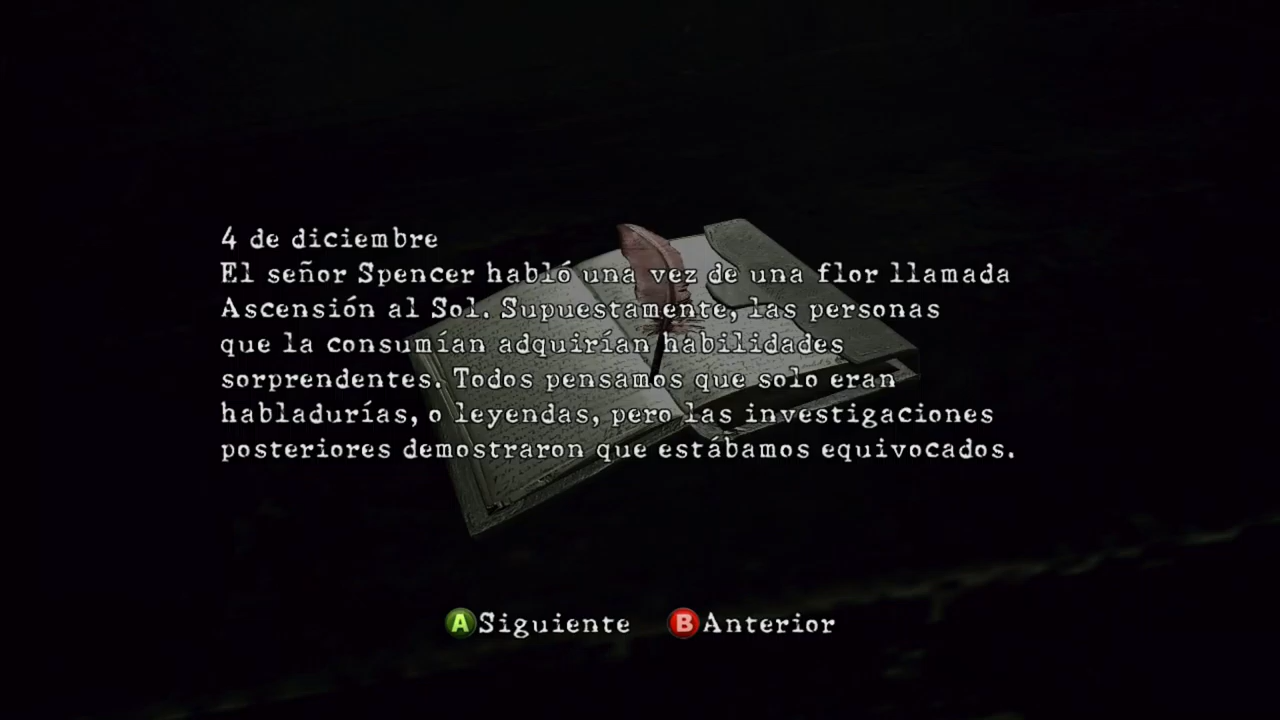 4 de diciembre
El señor Spencer habló una vez de una flor llamada
Ascensión al Sol. Supuestamente, las personas
que la consumían adquirían habilidades
sorprendentes. Todos pensamos que solo eran
habladurías, o leyendas, pero las investigaciones
posteriores demostraron que estábamos equivocados.
A Siguiente B Anterior